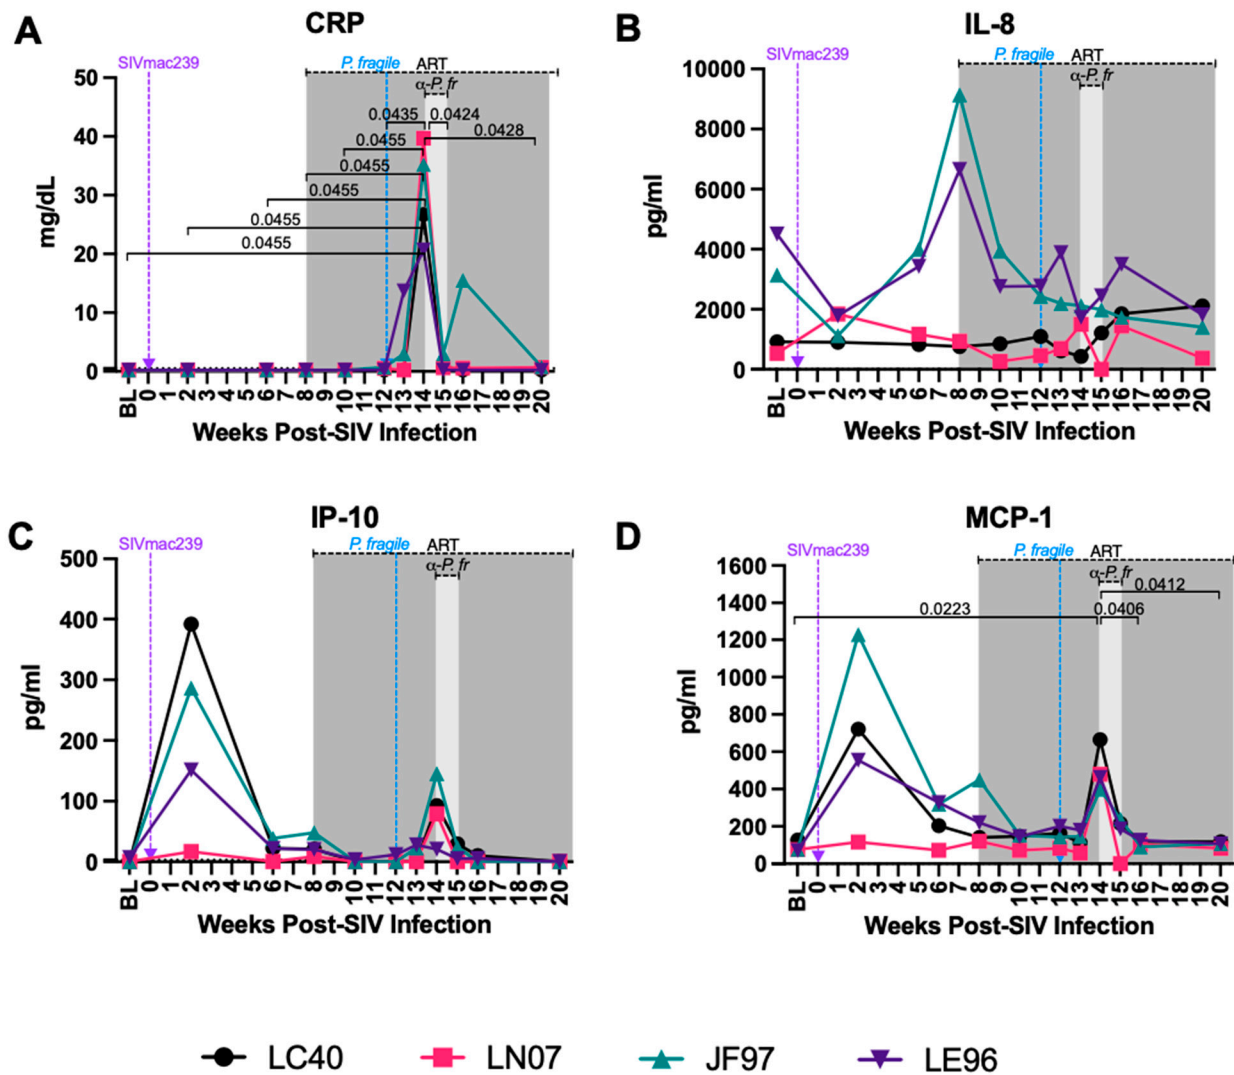 A
CRP
SIVmac239
P. fragile
ART
α-P. fr
0.0435
0.0424
0.0428
0.0455
0.0455
0.0455
0.0455
0.0455
mg/dL
50
40
30
20
10
0
BL 0 1 2 3 4 5 6 7 8 9 10 11 12 13 14 15 16 17 18 19 20
Weeks Post-SIV Infection
B
IL-8
SIVmac239
P. fragile
ART
α-P. fr
pg/ml
10000
8000
6000
4000
2000
0
BL 0 1 2 3 4 5 6 7 8 9 10 11 12 13 14 15 16 17 18 19 20
Weeks Post-SIV Infection
C
IP-10
SIVmac239
P. fragile
ART
α-P. fr
pg/ml
500
400
300
200
100
0
BL 0 1 2 3 4 5 6 7 8 9 10 11 12 13 14 15 16 17 18 19 20
Weeks Post-SIV Infection
D
MCP-1
SIVmac239
P. fragile
ART
α-P. fr
0.0412
0.0223
0.0406
pg/ml
1600
1400
1200
1000
800
600
400
200
0
BL 0 1 2 3 4 5 6 7 8 9 10 11 12 13 14 15 16 17 18 19 20
Weeks Post-SIV Infection
LC40 LN07 JF97 LE96